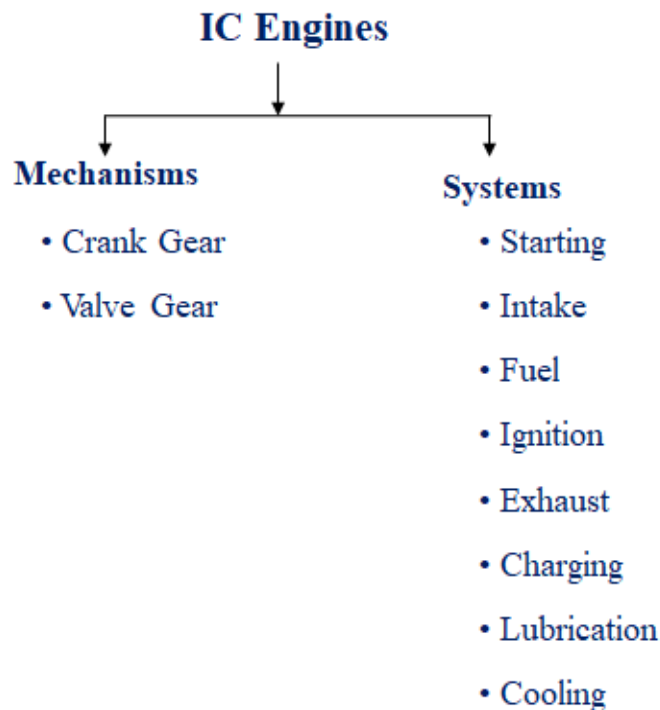 IC Engines
Mechanisms
• Crank Gear
• Valve Gear
Systems
• Starting
• Intake
• Fuel
• Ignition
• Exhaust
• Charging
• Lubrication
• Cooling